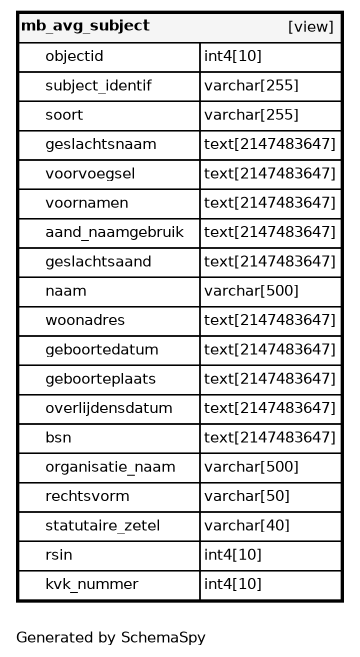 mb_avg_subject [view]
objectid int4[10]
subject_identif varchar[255]
soort varchar[255]
geslachtsnaam text[2147483647]
voorvoegsel text[2147483647]
voornamen text[2147483647]
aand_naamgebruik text[2147483647]
geslachtsaand text[2147483647]
naam varchar[500]
woonadres text[2147483647]
geboortedatum text[2147483647]
geboorteplaats text[2147483647]
overlijdensdatum text[2147483647]
bsn text[2147483647]
organisatie_naam varchar[500]
rechtsvorm varchar[50]
statutaire_zetel varchar[40]
rsin int4[10]
kvk_nummer int4[10]
Generated by SchemaSpy